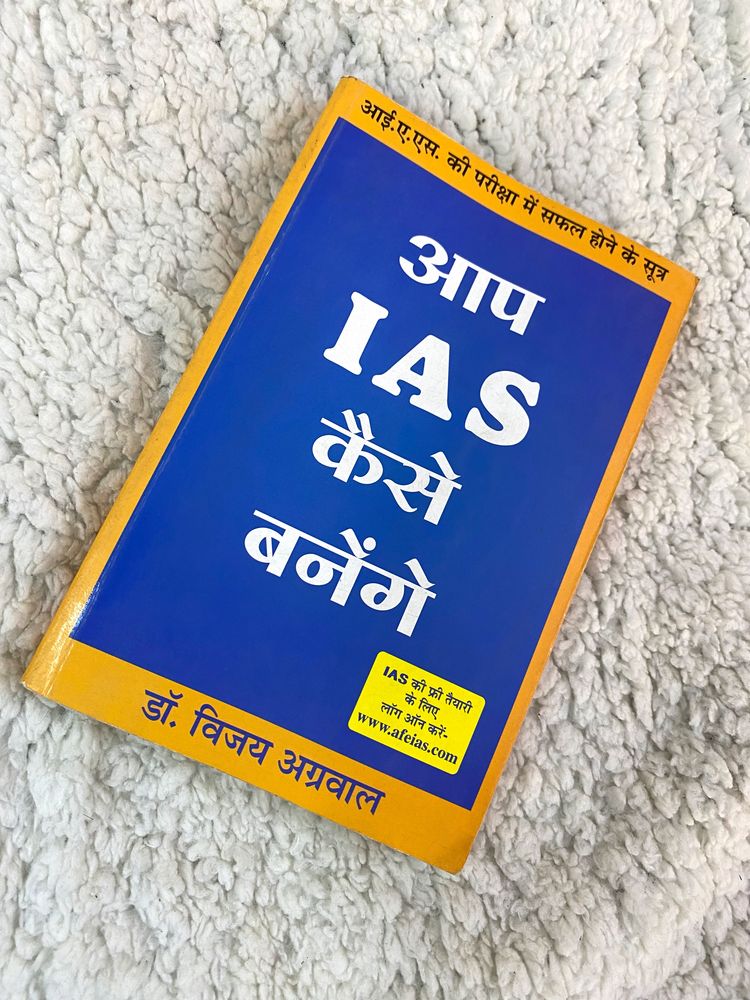 आई.ए.एस. की परीक्षा में सफल होने के सूत्र
आप
IAS
कैसे
बनेंगे
IAS की फ्री तैयारी
के लिए
लॉग ऑन करें-
www.afeias.com
डॉ. विजय अग्रवाल